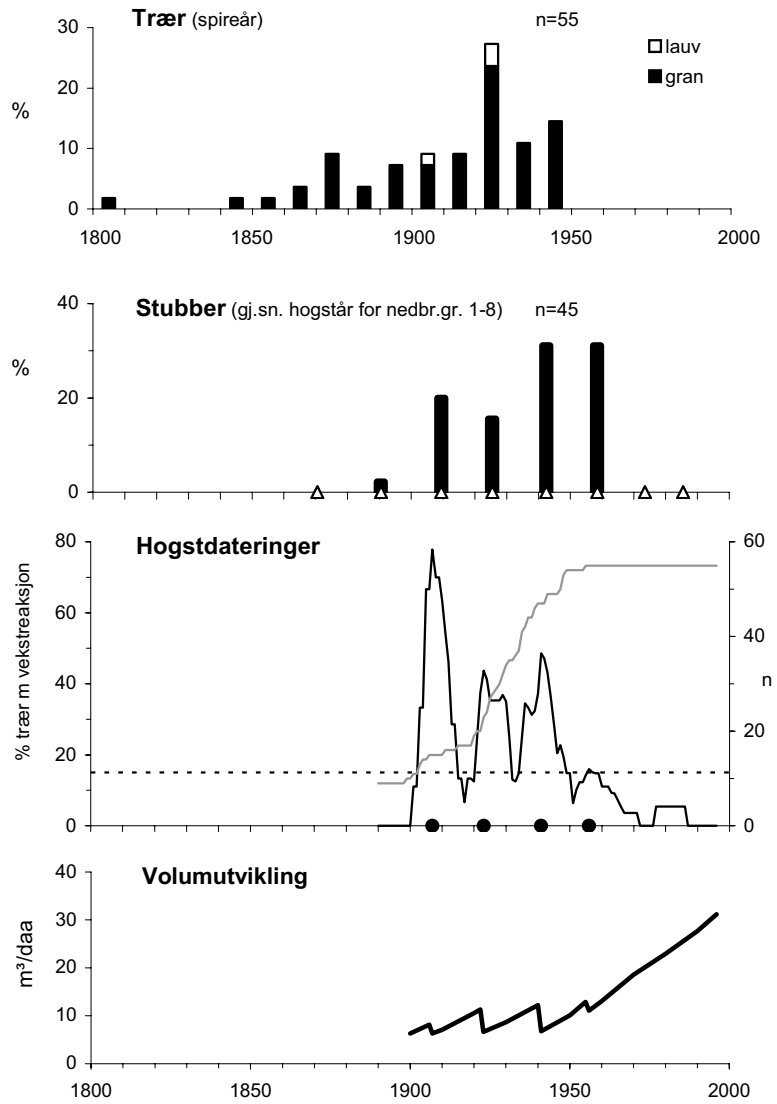 Trær (spireår) n=55
lauv
gran
%
30
20
10
0
1800 1850 1900 1950 2000
Stubber (gj.sn. hogstår for nedbr.gr. 1-8) n=45
%
40
20
0
Hogstdateringer
% trær m vekstreaksjon
80
60
40
20
0
60
40
20
0
n
Volumutvikling
m³/daa
40
30
20
10
0
1800 1850 1900 1950 2000